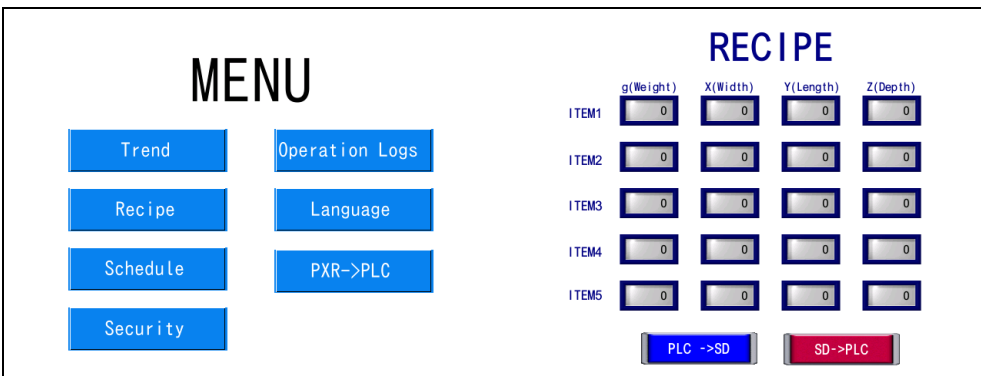 MENU
Trend
Operation Logs
Recipe
Language
Schedule
PXR->PLC
Security
RECIPE
g(Weight) X(Width) Y(Length) Z(Depth)
ITEM1 0 0 0 0
ITEM2 0 0 0 0
ITEM3 0 0 0 0
ITEM4 0 0 0 0
ITEM5 0 0 0 0
PLC ->SD SD->PLC